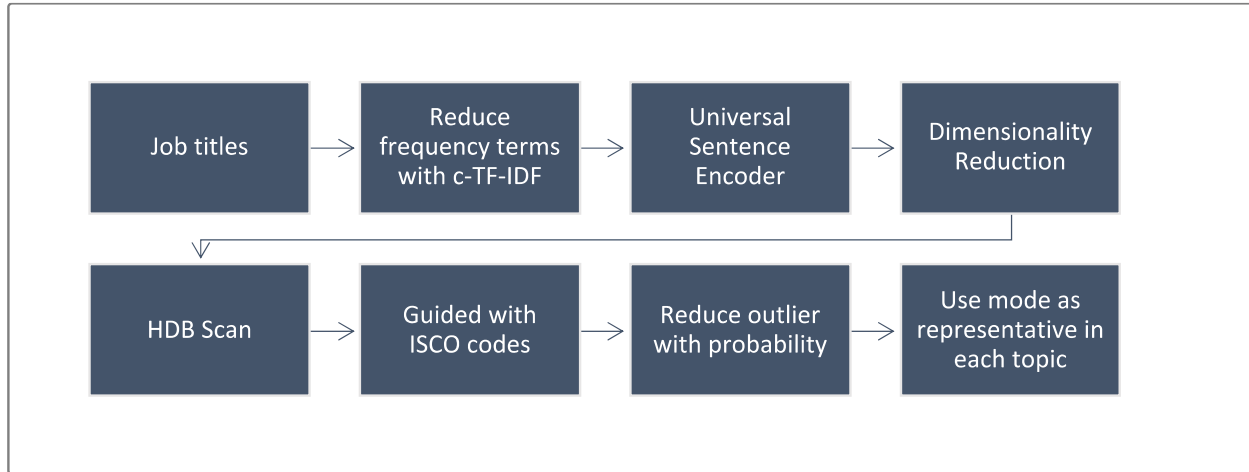 Job titles
Reduce
frequency terms
with c-TF-IDF
Universal
Sentence
Encoder
Dimensionality
Reduction
HDB Scan
Guided with
ISCO codes
Reduce outlier
with probability
Use mode as
representative in
each topic